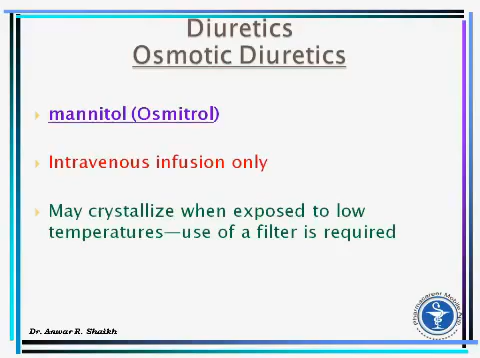 Diuretics
Osmotic Diuretics
mannitol (Osmitrol)
Intravenous infusion only
May crystallize when exposed to low
temperatures—use of a filter is required
Dr. Anwar R. Shaikh